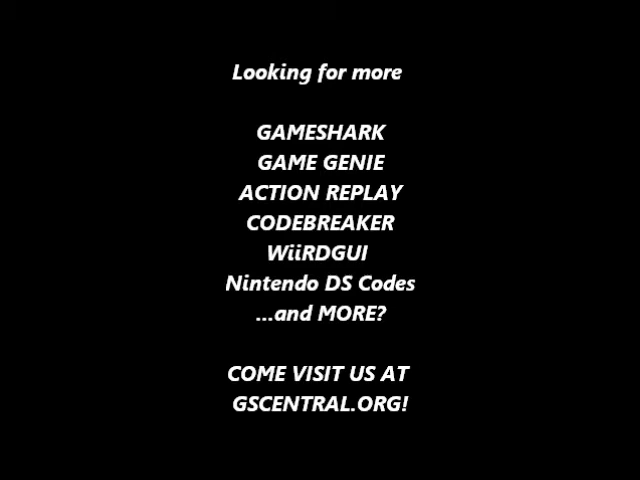 Looking for more
GAMESHARK
GAME GENIE
ACTION REPLAY
CODEBREAKER
WiiRDGUI
Nintendo DS Codes
...and MORE?
COME VISIT US AT
GSCENTRAL.ORG!